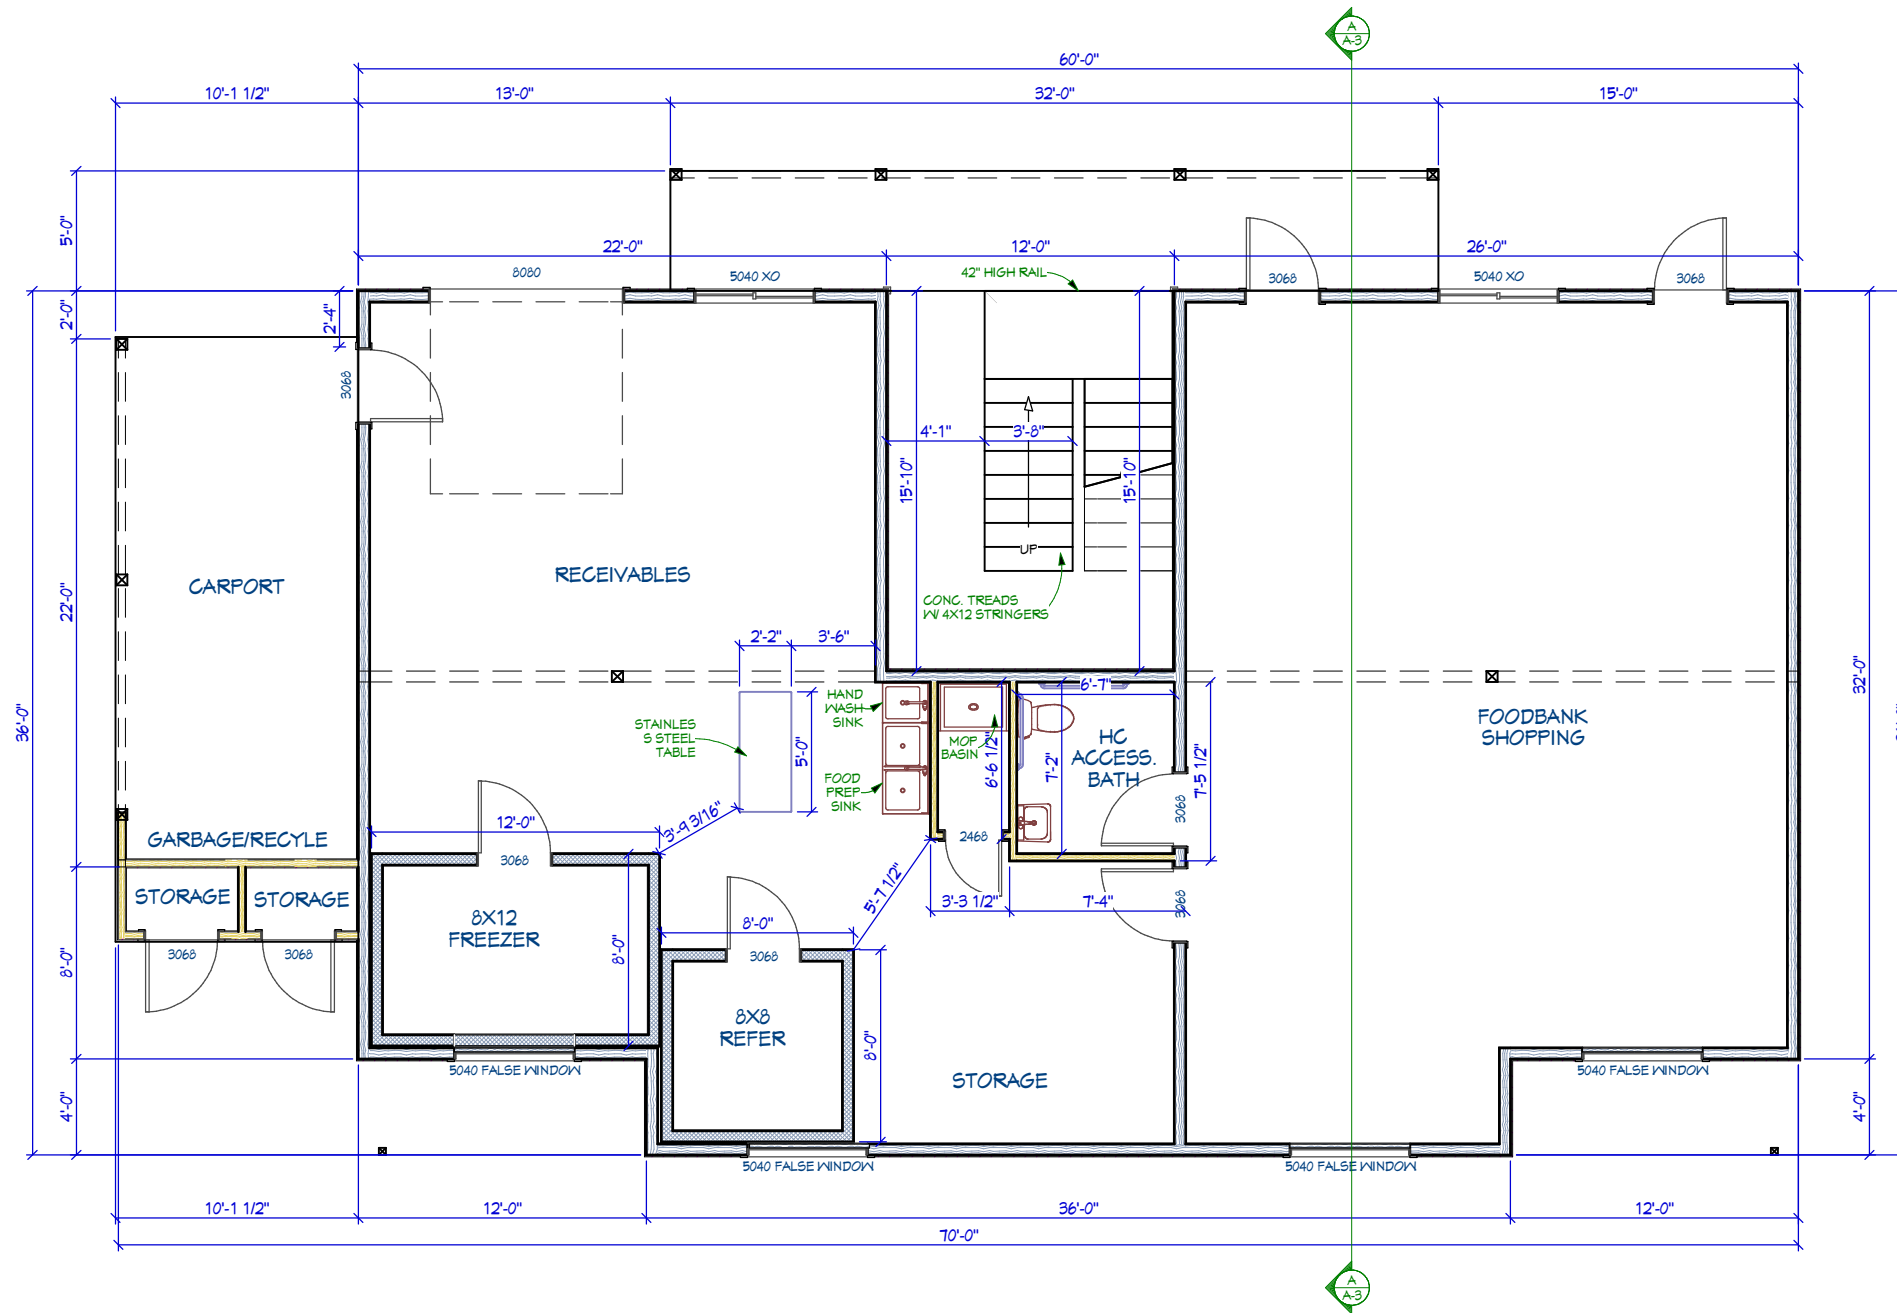 A
A-3
60'-0"
10'-1 1/2"
13'-0"
32'-0"
15'-0"
5'-0"
22'-0"
12'-0"
26'-0"
8080
5040 XO
42" HIGH RAIL
3068
5040 XO
3068
2'-0"
2'-4"
3068
4'-1"
3'-8"
15'-10"
15'-10"
UP
CARPORT
RECEIVABLES
22'-0"
CONC. TREADS
W/ 4X12 STRINGERS
2'-2"
3'-6"
36'-0"
32'-0"
6'-7"
HAND
WASH
SINK
STAINLES
S STEEL
TABLE
5'-0"
MOP
BASIN
6'-6 1/2"
7'-2"
HC
ACCESS.
BATH
7'-5 1/2"
FOODBANK
SHOPPING
FOOD
PREP
SINK
3068
3'-9 3/16"
12'-0"
3068
2468
GARBAGE/RECYLE
STORAGE
STORAGE
5'-7 1/2"
3'-3 1/2"
7'-4"
3068
8X12
FREEZER
8'-0"
8'-0"
3068
3068
3068
8'-0"
8X8
REFER
8'-0"
STORAGE
5040 FALSE WINDOW
5040 FALSE WINDOW
4'-0"
4'-0"
5040 FALSE WINDOW
5040 FALSE WINDOW
10'-1 1/2"
12'-0"
36'-0"
12'-0"
70'-0"
A
A-3